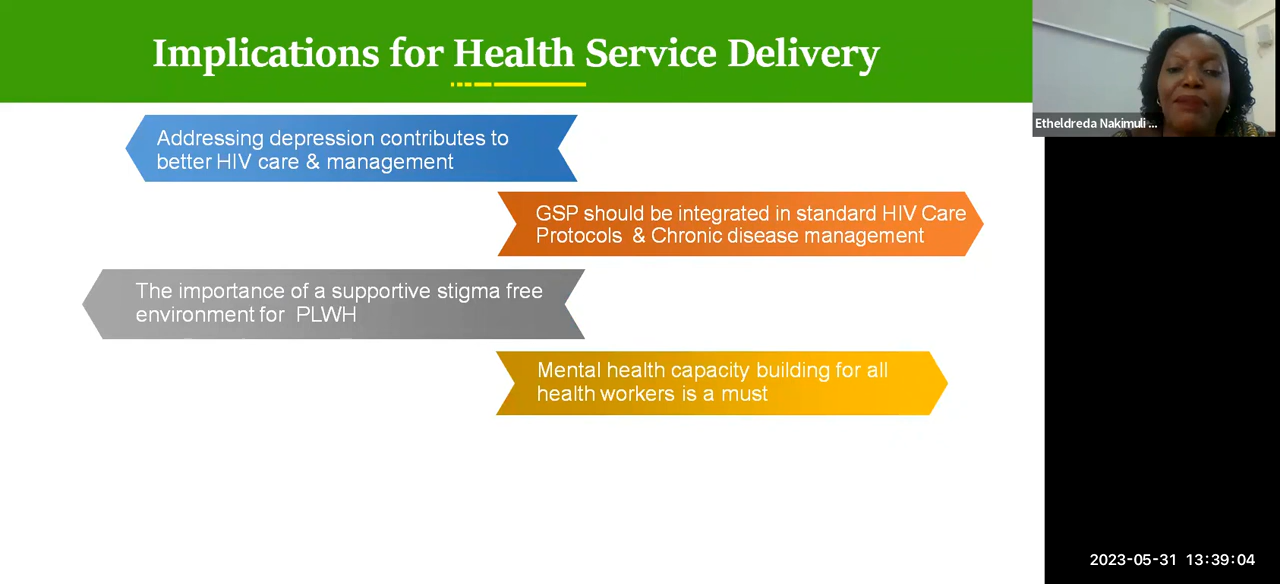 Implications for Health Service Delivery
Etheldreda Nakimuli ...
Addressing depression contributes to
better HIV care & management
GSP should be integrated in standard HIV Care
Protocols & Chronic disease management
The importance of a supportive stigma free
environment for PLWH
Mental health capacity building for all
health workers is a must
2023-05-31 13:39:04